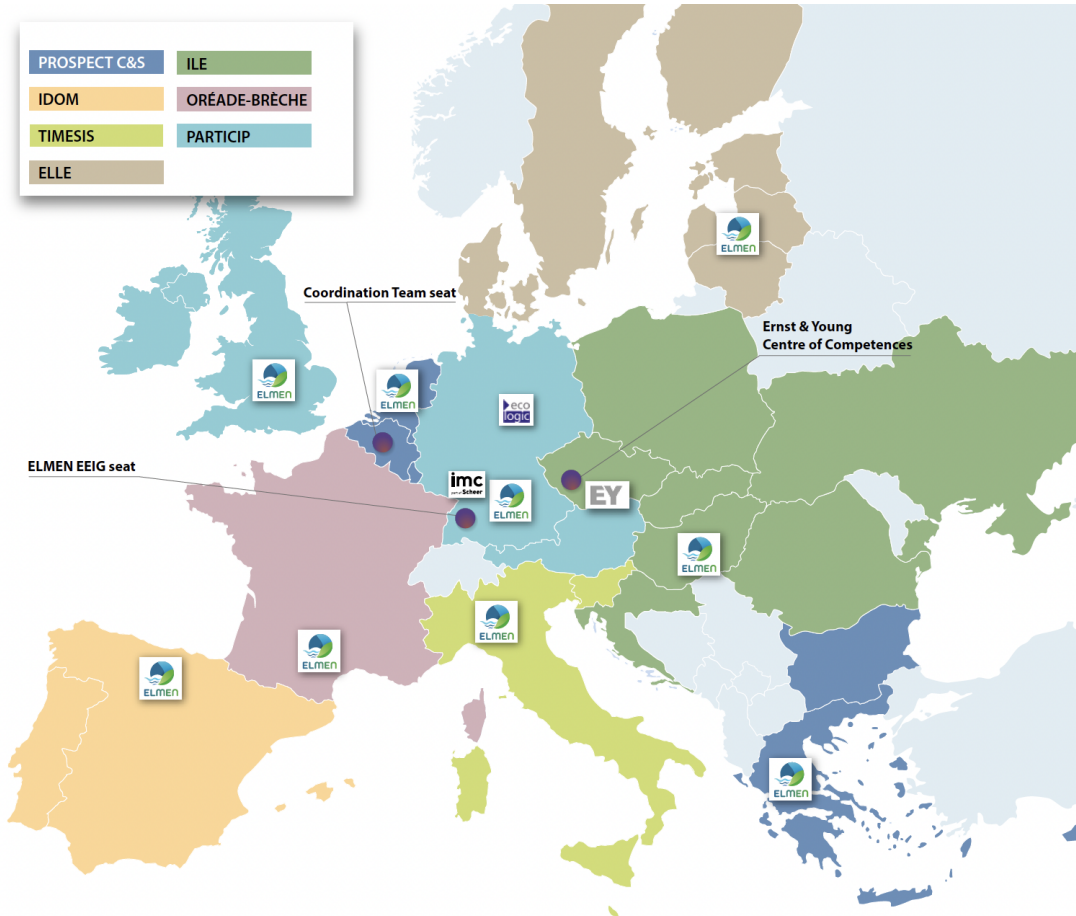 PROSPECT C&S
ILE
IDOM
ORÉADE-BRÈCHE
TIMESIS
PARTICIP
ELLE
ELMEN
Coordination Team seat
Ernst & Young
Centre of Competences
ELMEN
ELMEN
eco
logic
ELMEN EEIG seat
imc
Scheer
ELMEN
EY
ELMEN
ELMEN
ELMEN
ELMEN
ELMEN